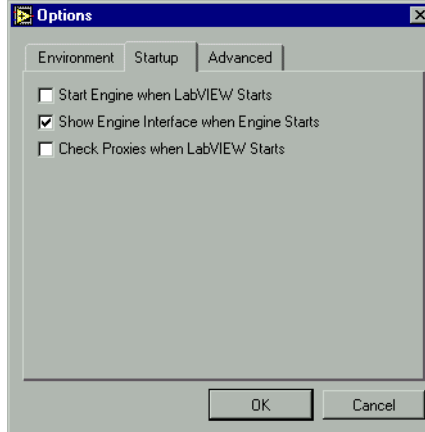 Options
Environment Startup Advanced
Start Engine when LabVIEW Starts
Show Engine Interface when Engine Starts
Check Proxies when LabVIEW Starts
OK Cancel